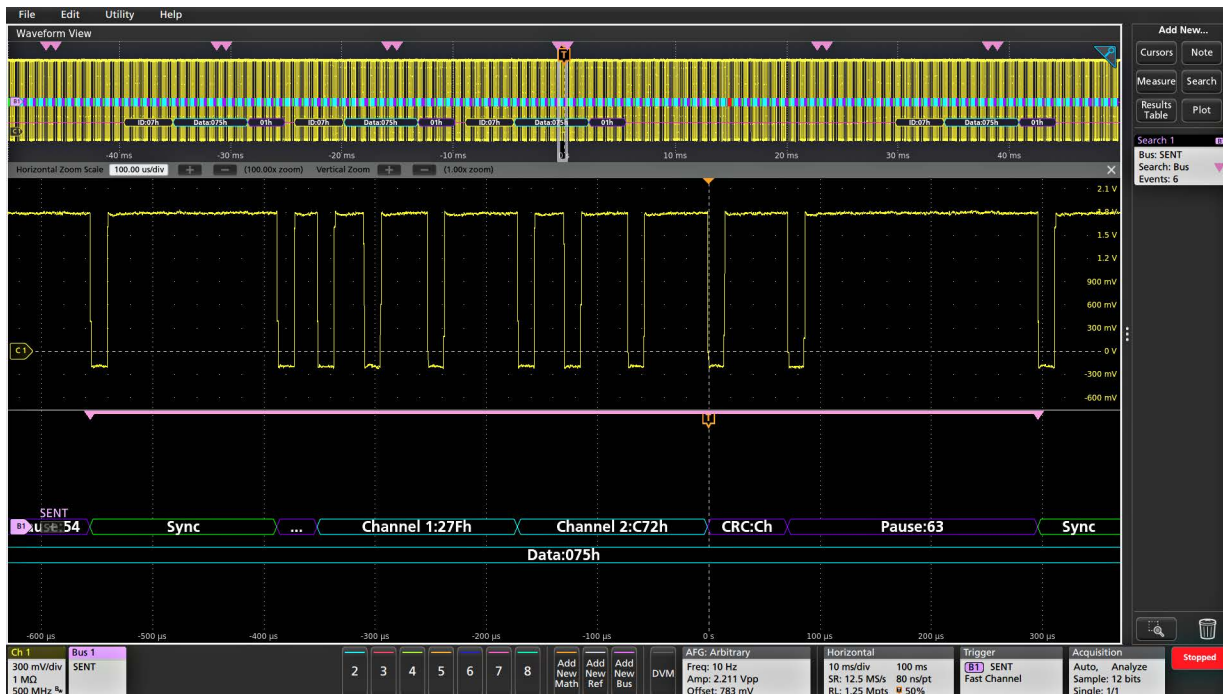 File Edit Utility Help
Waveform View
Add New...
Cursors Note
Measure Search
Results Table Plot
T
B1
ID:07h Data:075h 01h ID:07h Data:075h 01h ID:07h Data:075h 01h ID:07h Data:075h 01h
-40 ms -30 ms -20 ms -10 ms 10 ms 20 ms 30 ms 40 ms
Horizontal Zoom Scale 100.00 us/div + − (100.00x zoom) Vertical Zoom + − (1.00x zoom) ×
Search 1
Bus: SENT
Search: Bus
Events: 6
2.1 V
1.8 V
1.5 V
1.2 V
900 mV
600 mV
300 mV
C 1 0 V
-300 mV
-600 mV
T
SENT
B1 Pause:54 Sync ... Channel 1:27Fh Channel 2:C72h CRC:Ch Pause:63 Sync
Data:075h
-600 µs -500 µs -400 µs -300 µs -200 µs -100 µs 0 s 100 µs 200 µs 300 µs
Ch 1
300 mV/div
1 MΩ
500 MHz
Bus 1
SENT
2 3 4 5 6 7 8
Add New Math
Add New Ref
Add New Bus
DVM
AFG: Arbitrary
Freq: 10 Hz
Amp: 2.211 Vpp
Offset: 783 mV
Horizontal
10 ms/div 100 ms
SR: 12.5 MS/s 80 ns/pt
RL: 1.25 Mpts 50%
Trigger
B1 SENT
Fast Channel
Acquisition
Auto, Analyze
Sample: 12 bits
Single: 1/1
Stopped